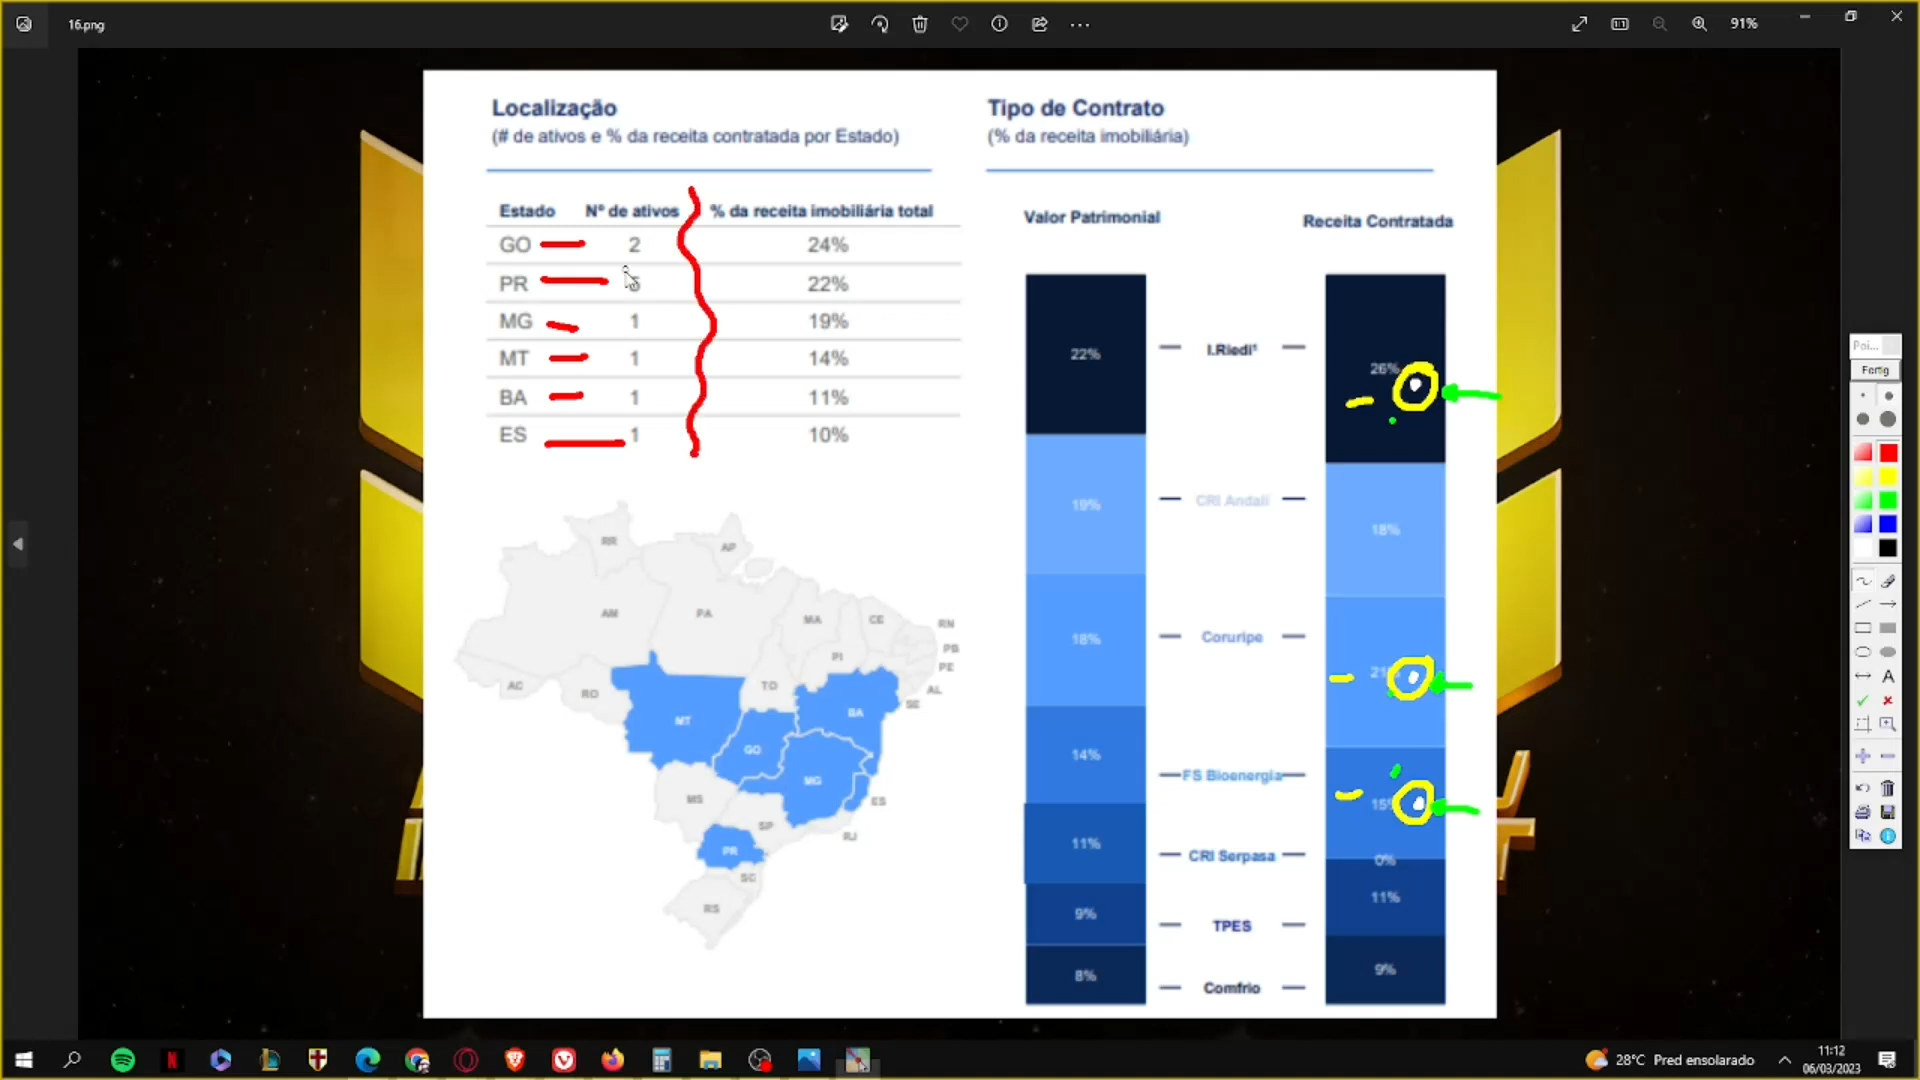 16.png
91%
Localização
(# de ativos e % da receita contratada por Estado)
Estado Nº de ativos % da receita imobiliária total
GO 2 24%
PR 22%
MG 1 19%
MT 1 14%
BA 1 11%
ES 1 10%
RR
AP
AM
PA
MA
CE
RN
PB
PI
PE
AC
RO
TO
AL
SE
MT
BA
GO
MG
MS
ES
SP
RJ
PR
SC
RS
Tipo de Contrato
(% da receita imobiliária)
Valor Patrimonial
Receita Contratada
22% I.Riedi¹ 26%
19% CRI Andali 18%
18% Coruripe
14% FS Bioenergia
0%
11% CRI Serpasa 11%
9% TPES
8% Comfrio 9%
Poi...
Fertig
A
28°C Pred ensolarado
11:12
06/03/2023